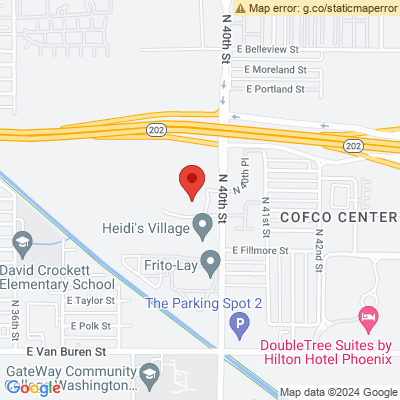 Map error: g.co/staticmaperror
N 40th St
E Belleview St
E Moreland St
E Portland St
202
202
N 40th Pl
N 40th St
N 41st St
COFCO CENTER
Heidi's Village
E Fillmore St
N 42nd St
David Crockett
Elementary School
Frito-Lay
N 36th St
E Taylor St
The Parking Spot 2
E Polk St
DoubleTree Suites by
Hilton Hotel Phoenix
E Van Buren St
GateWay Community
College/Washington...
Google
Map data ©2024 Google